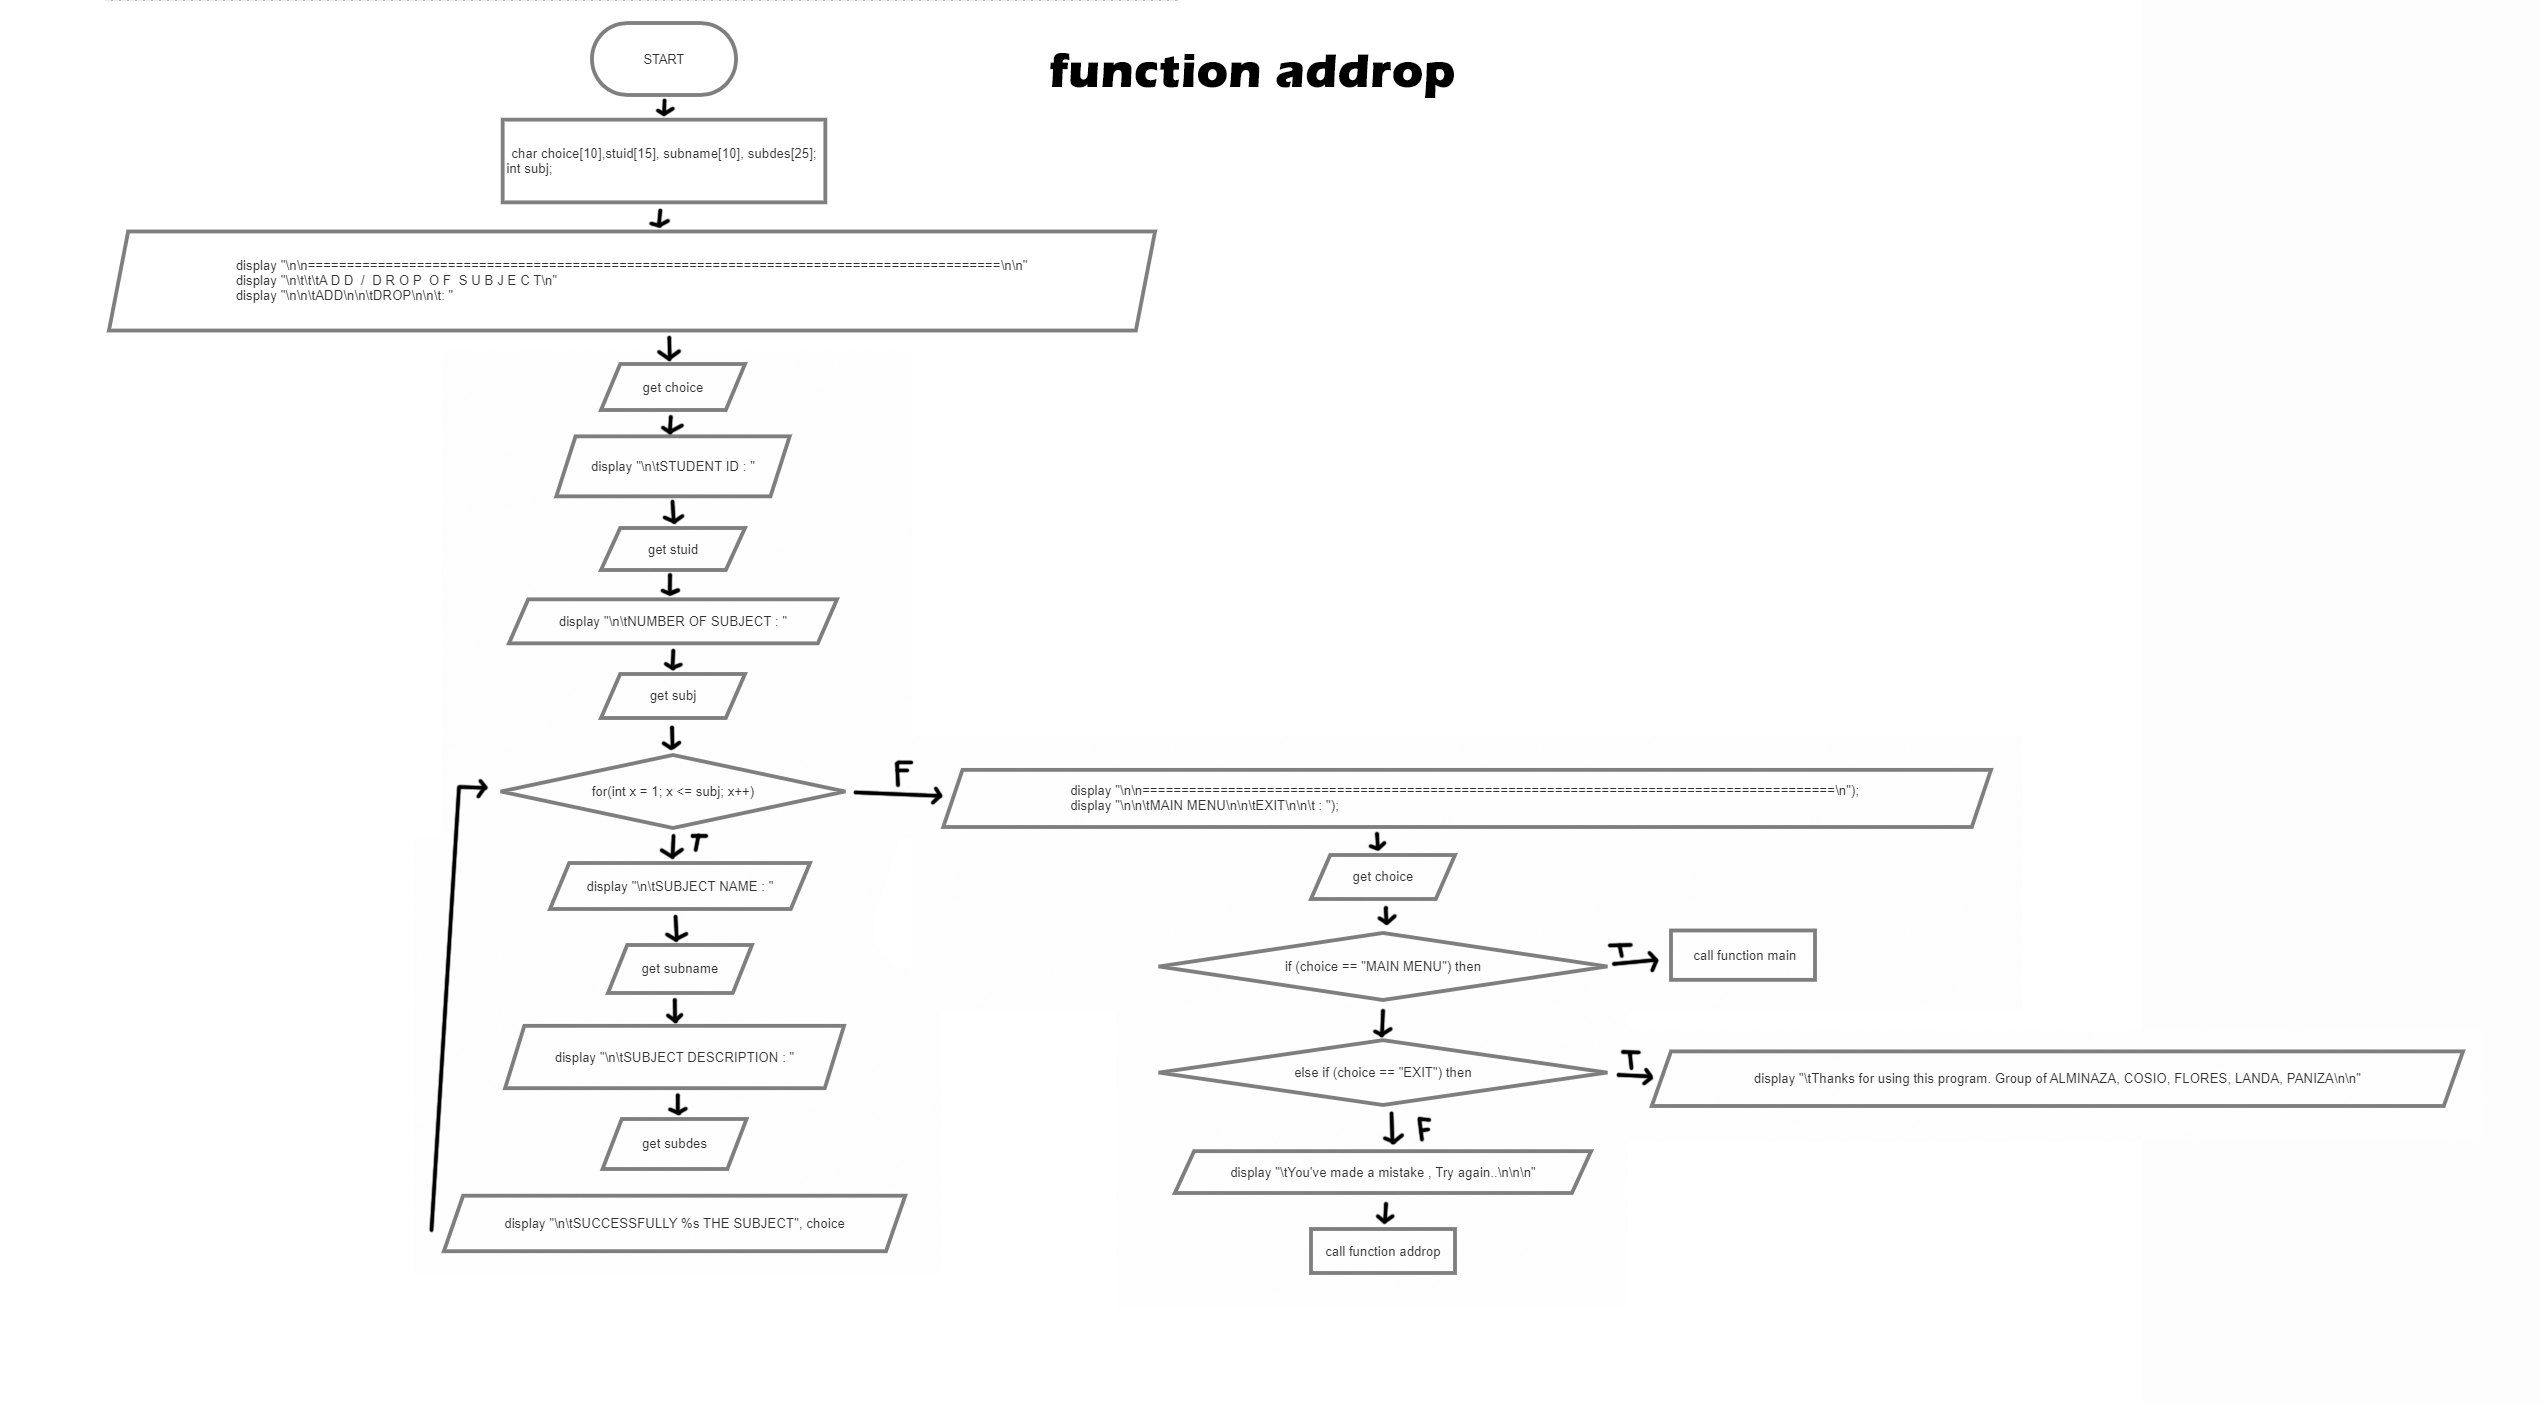 START
function addrop
char choice[10],stuid[15], subname[10], subdes[25];
int subj;
display "\n\n=========================================================================================\n\n"
display "\n\t\t\tA D D  /  D R O P  O F  S U B J E C T\n"
display "\n\n\tADD\n\n\tDROP\n\n\t: "
get choice
display "\n\tSTUDENT ID : "
get stuid
display "\n\tNUMBER OF SUBJECT : "
get subj
for(int x = 1; x <= subj; x++)
T
display "\n\tSUBJECT NAME : "
get subname
display "\n\tSUBJECT DESCRIPTION : "
get subdes
display "\n\tSUCCESSFULLY %s THE SUBJECT", choice
F
display "\n\n=========================================================================================\n");
display "\n\n\tMAIN MENU\n\n\tEXIT\n\n\t : ");
get choice
if (choice == "MAIN MENU") then
T
call function main
else if (choice == "EXIT") then
T
display "\tThanks for using this program. Group of ALMINAZA, COSIO, FLORES, LANDA, PANIZA\n\n"
F
display "\tYou've made a mistake , Try again..\n\n\n"
call function addrop